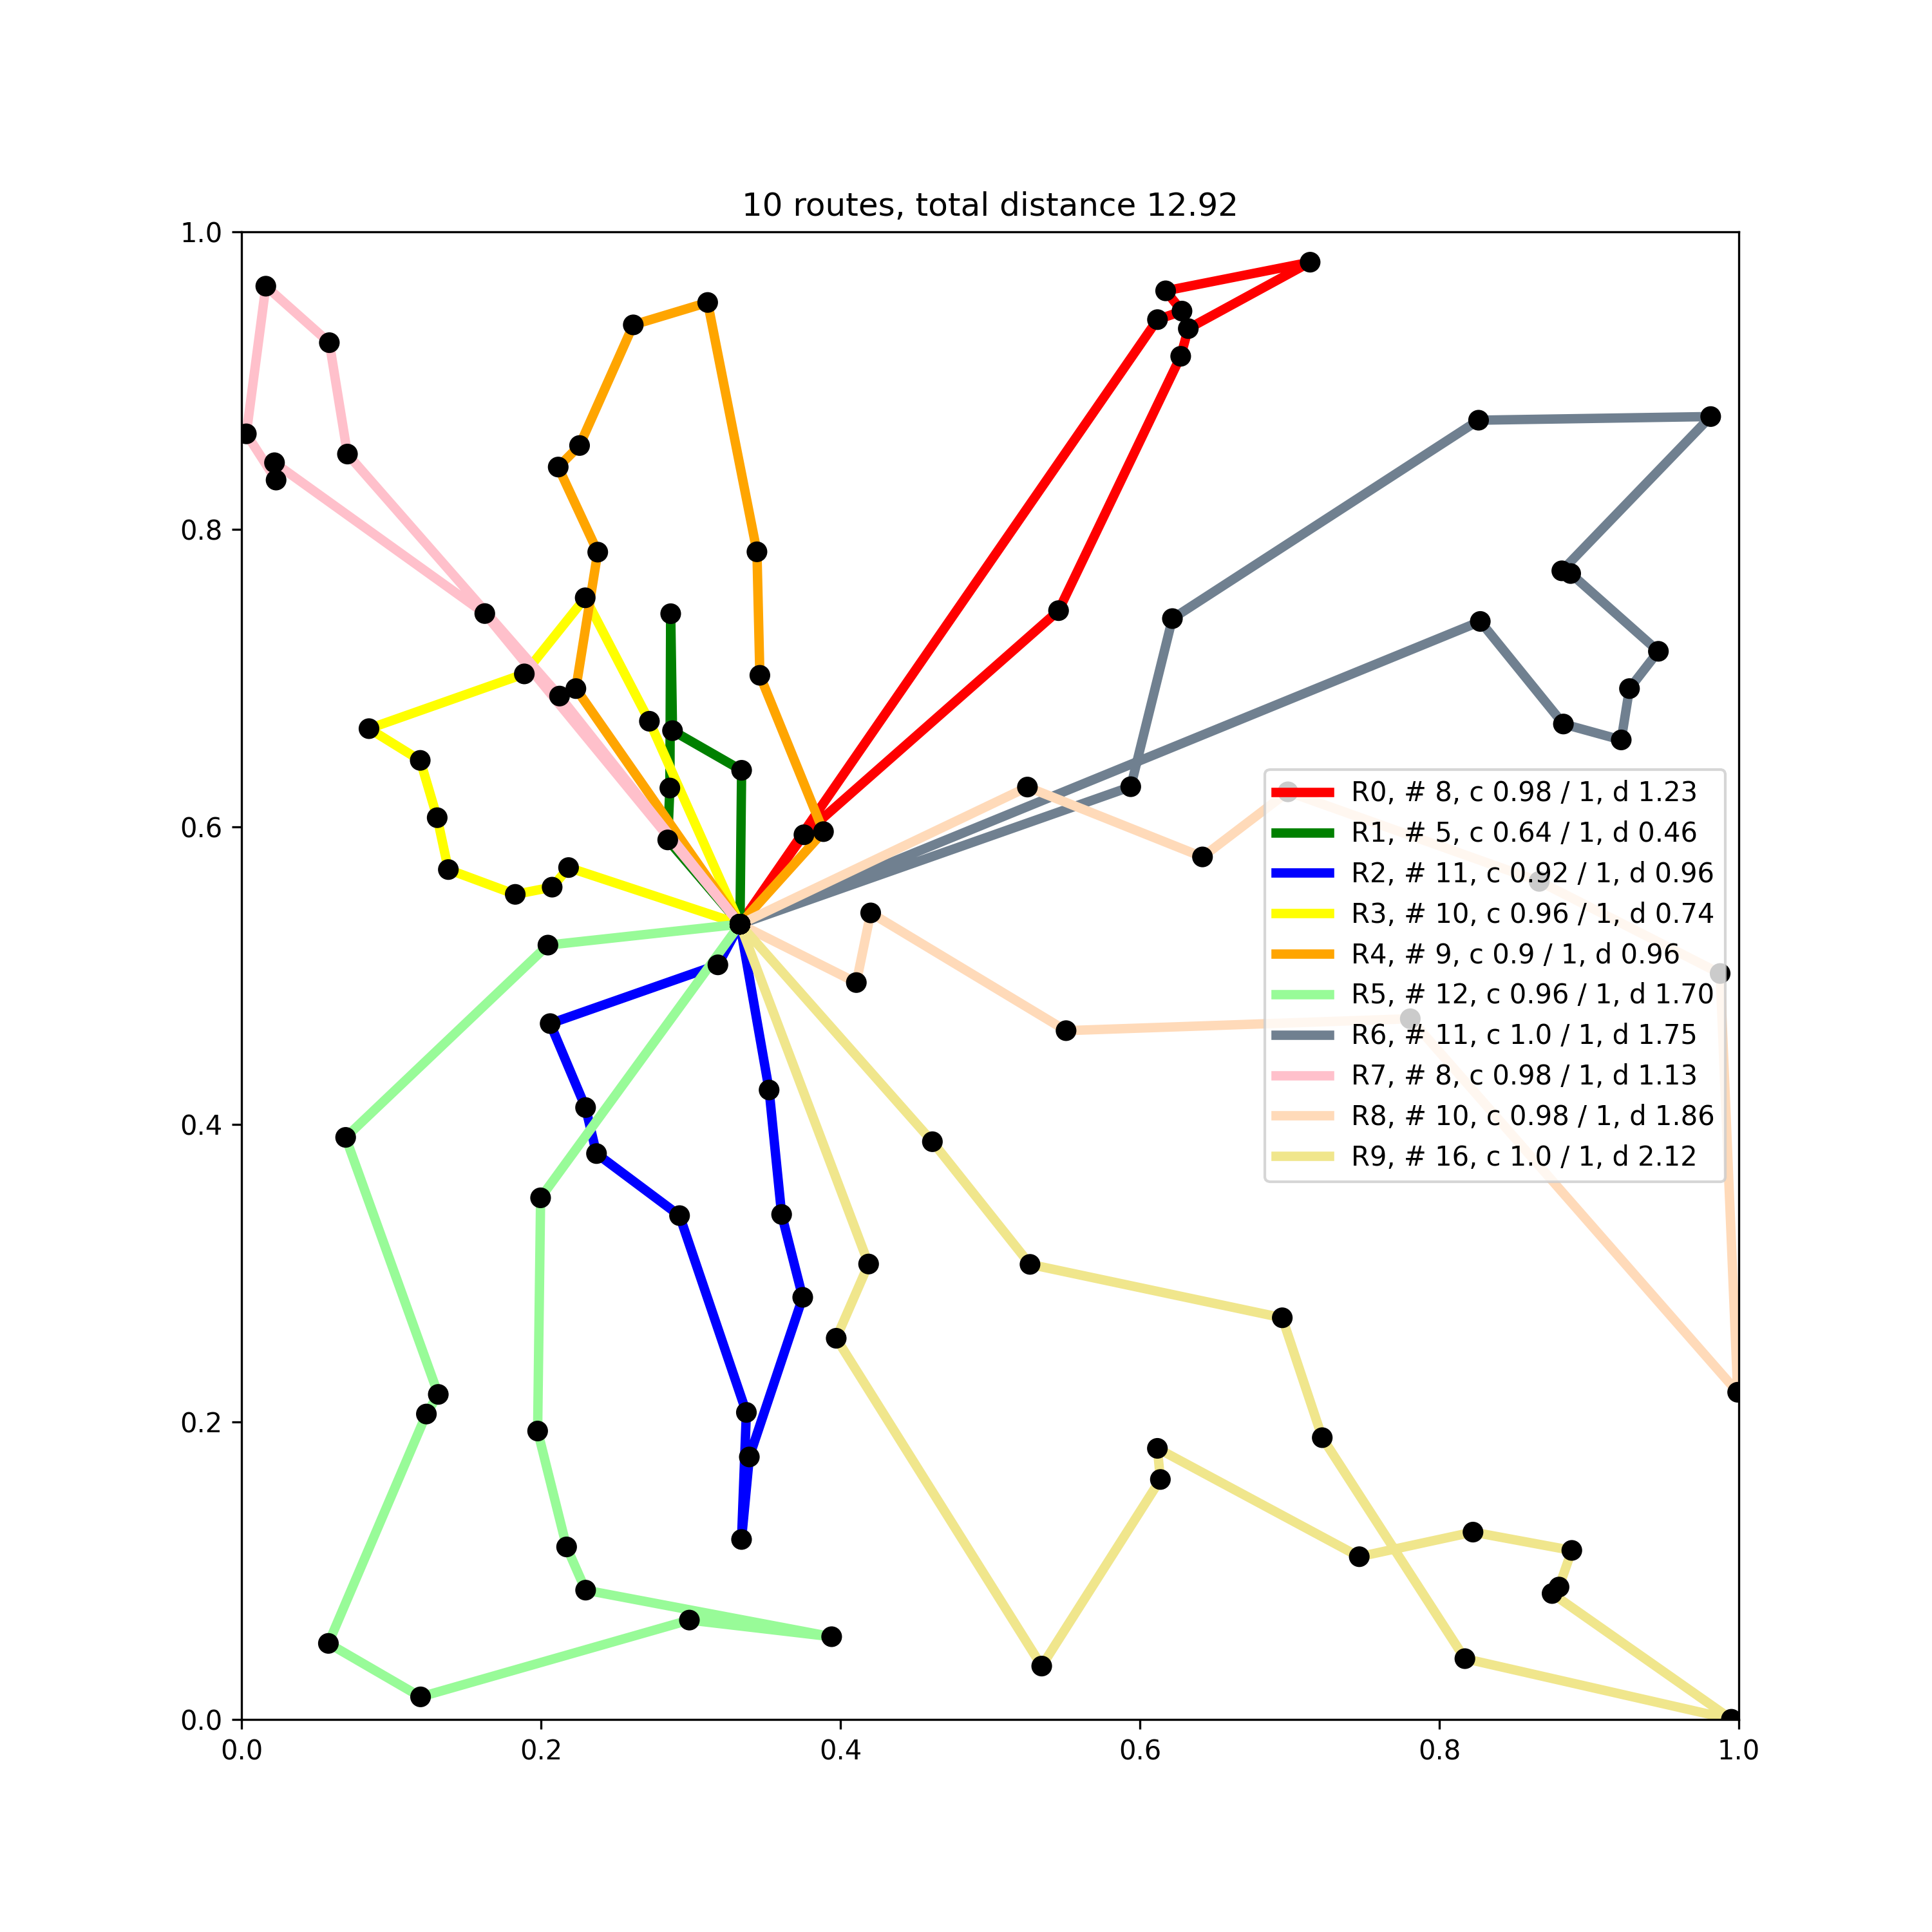 10 routes, total distance 12.92
1.0
0.8
0.6
0.4
0.2
0.0
R0, # 8, c 0.98 / 1, d 1.23
R1, # 5, c 0.64 / 1, d 0.46
R2, # 11, c 0.92 / 1, d 0.96
R3, # 10, c 0.96 / 1, d 0.74
R4, # 9, c 0.9 / 1, d 0.96
R5, # 12, c 0.96 / 1, d 1.70
R6, # 11, c 1.0 / 1, d 1.75
R7, # 8, c 0.98 / 1, d 1.13
R8, # 10, c 0.98 / 1, d 1.86
R9, # 16, c 1.0 / 1, d 2.12
0.0 0.2 0.4 0.6 0.8 1.0